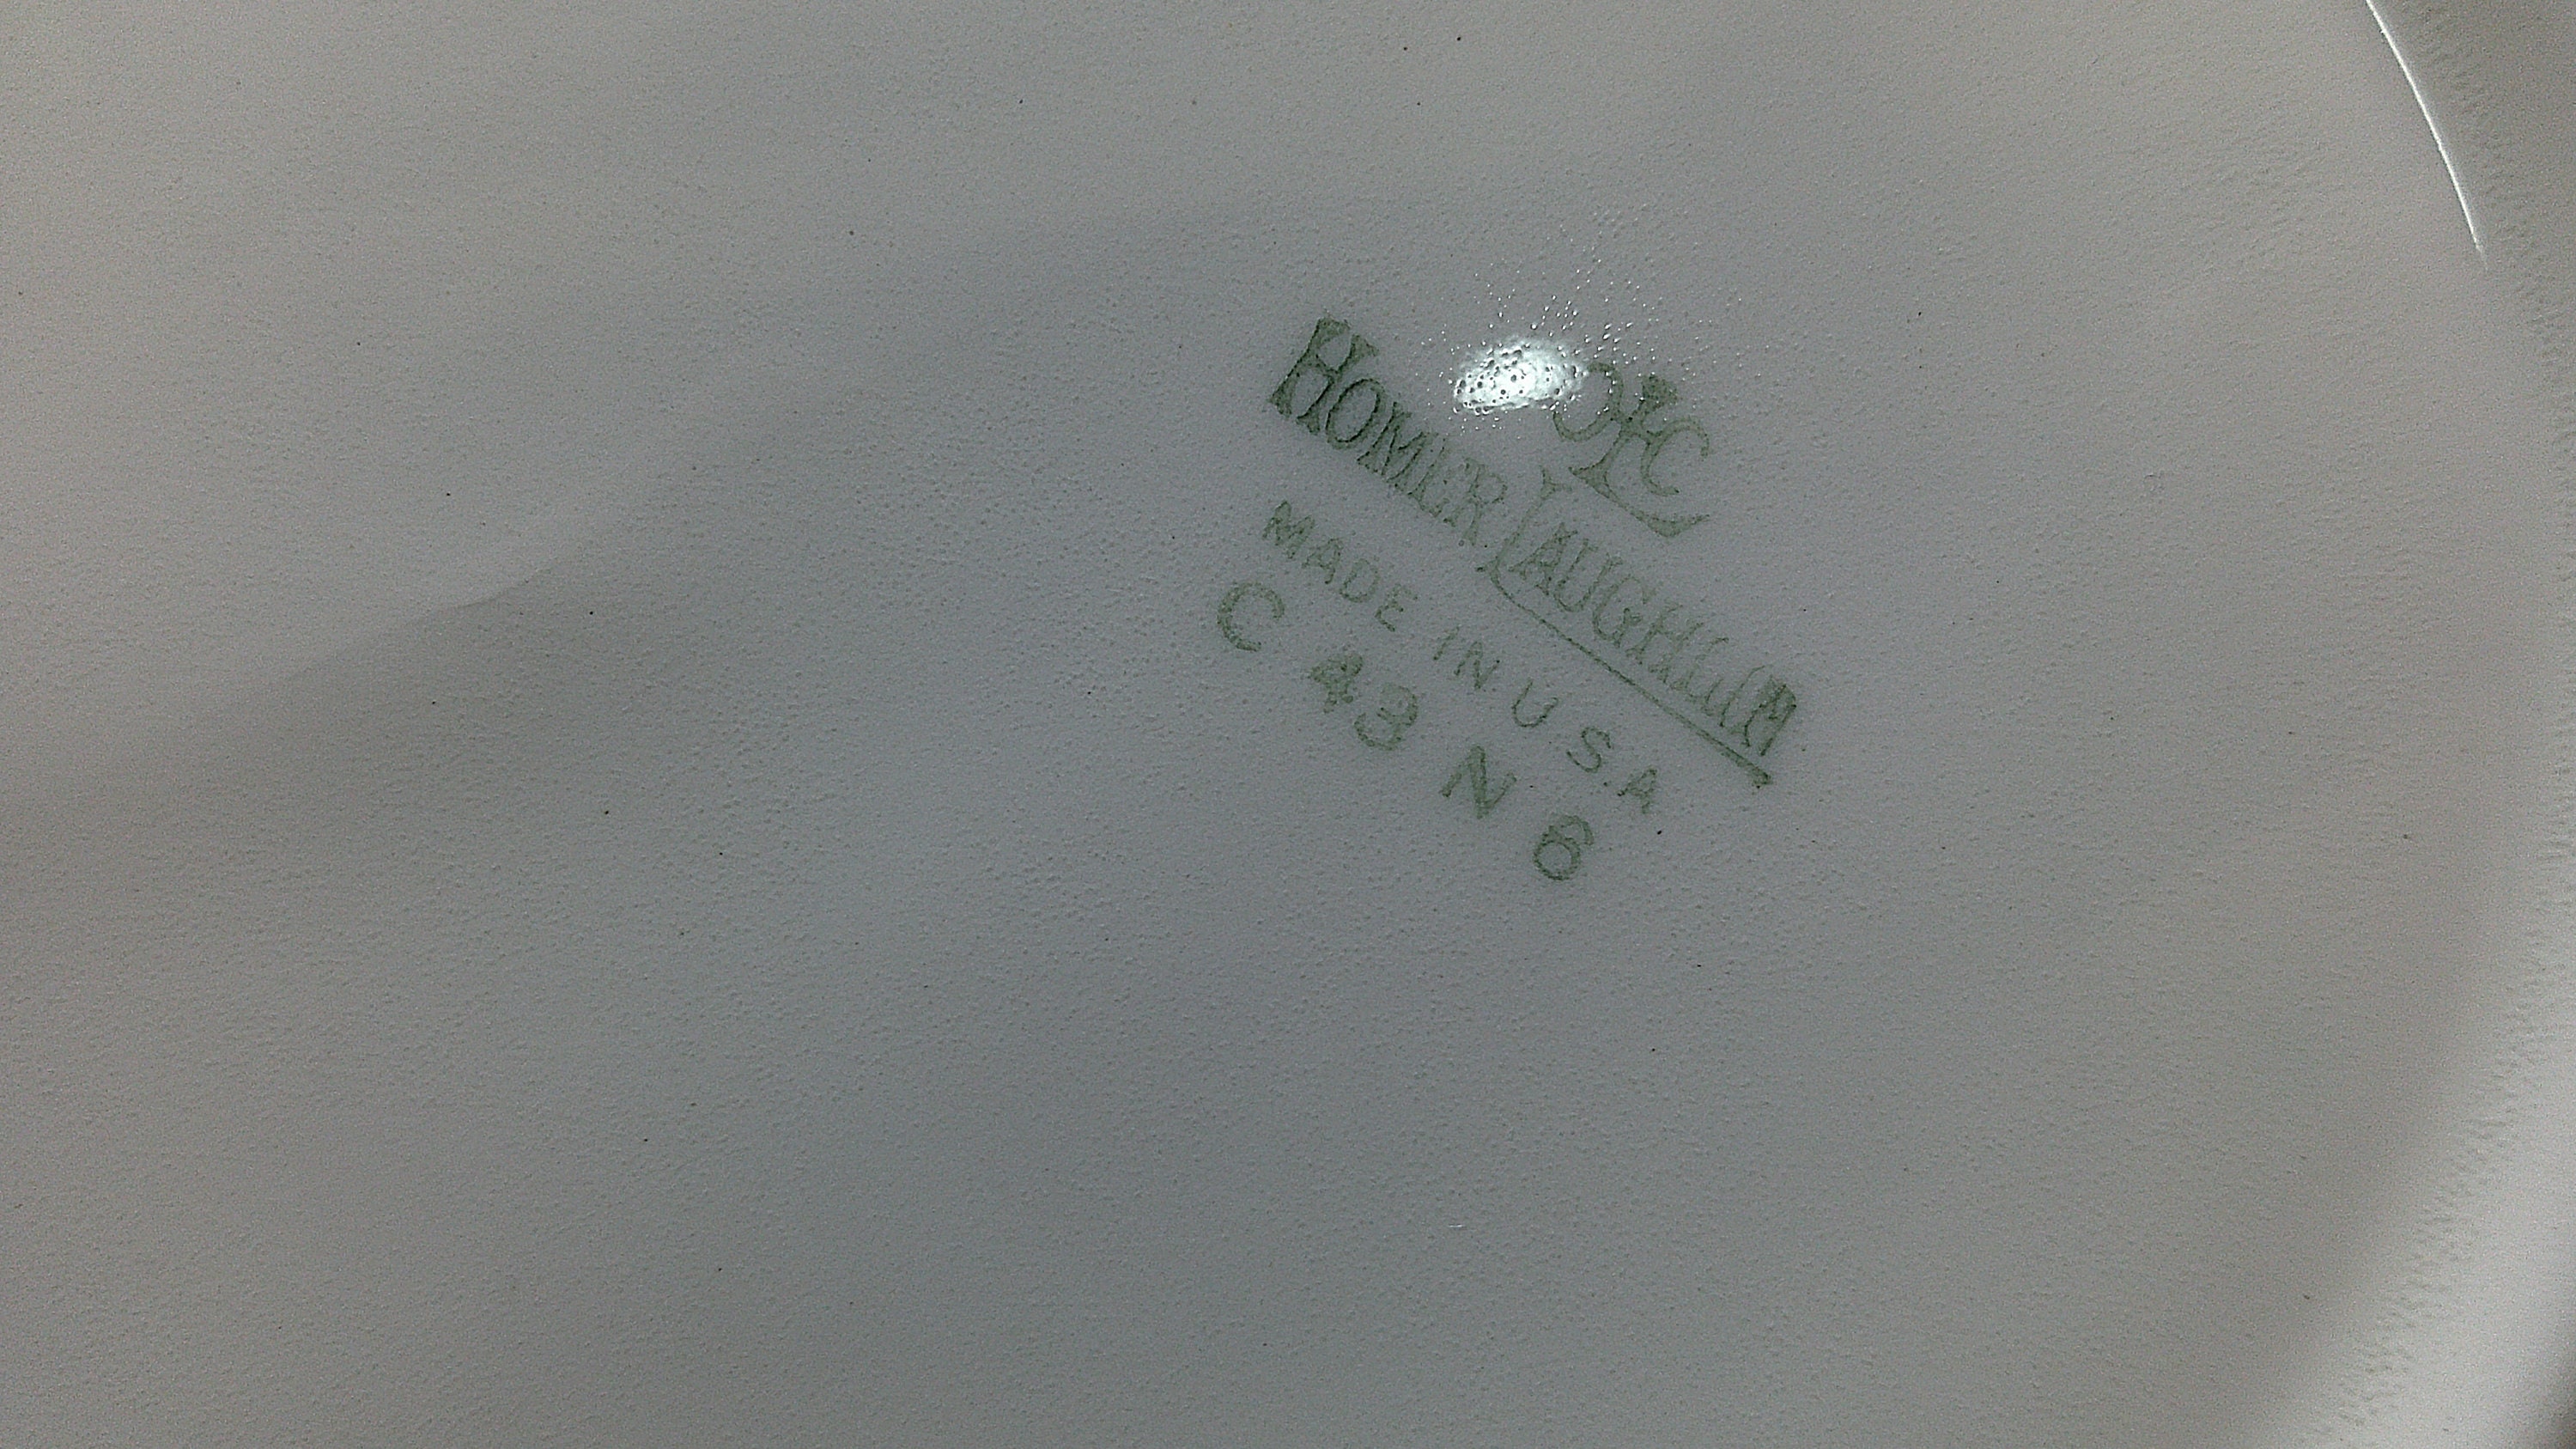 HLC
HOMER LAUGHLIN
MADE IN U.S.A.
C 43 N 6